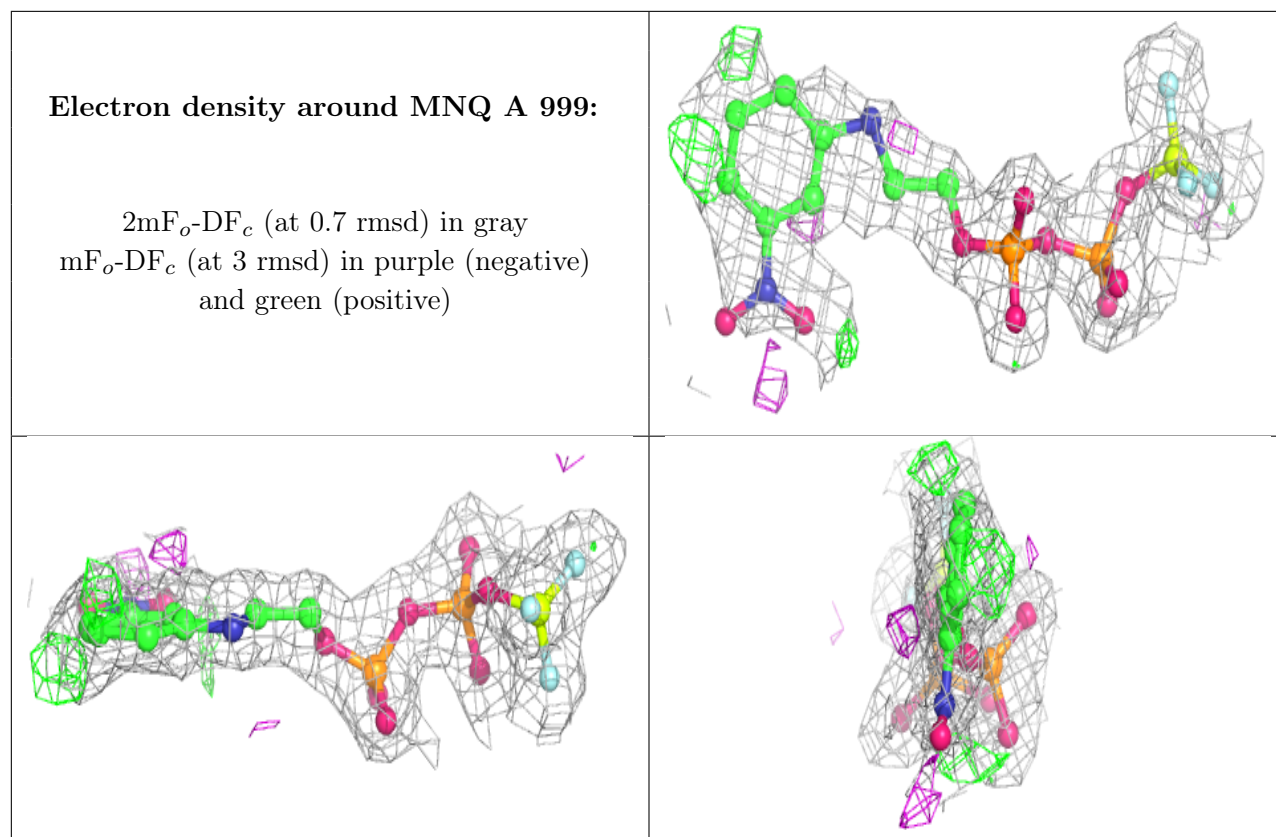 Electron density around MNQ A 999:
2mFₒ-DF𝒸 (at 0.7 rmsd) in gray
mFₒ-DF𝒸 (at 3 rmsd) in purple (negative)
and green (positive)